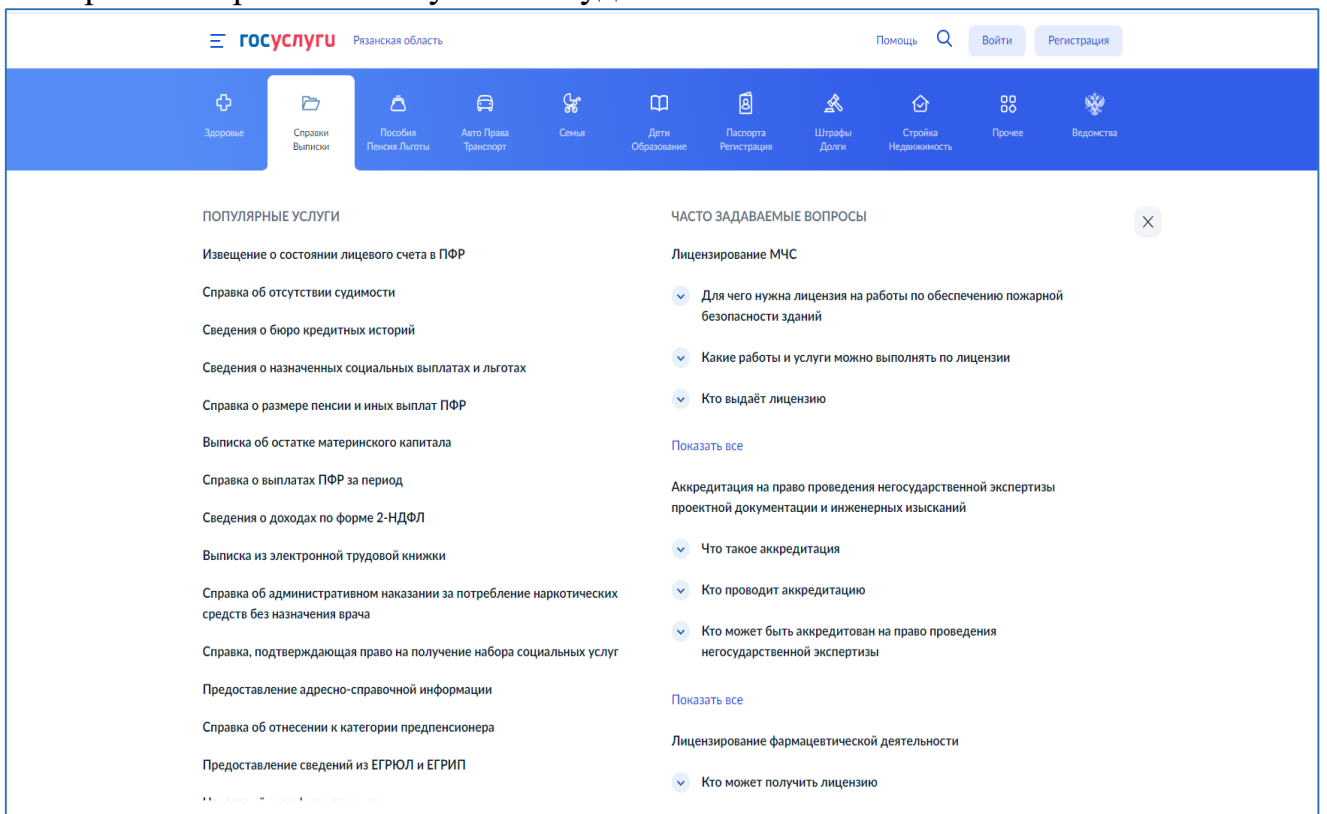 госуслуги Рязанская область Помощь Войти Регистрация
Здоровье Справки Пособия Авто Права Семья Дети Паспорта Штрафы Стройка Прочее Ведомства
Выписки Пенсия Льготы Транспорт Образование Регистрация Долги Недвижимость
ПОПУЛЯРНЫЕ УСЛУГИ
Извещение о состоянии лицевого счета в ПФР
Справка об отсутствии судимости
Сведения о бюро кредитных историй
Сведения о назначенных социальных выплатах и льготах
Справка о размере пенсии и иных выплат ПФР
Выписка об остатке материнского капитала
Справка о выплатах ПФР за период
Сведения о доходах по форме 2-НДФЛ
Выписка из электронной трудовой книжки
Справка об административном наказании за потребление наркотических
средств без назначения врача
Справка, подтверждающая право на получение набора социальных услуг
Предоставление адресно-справочной информации
Справка об отнесении к категории предпенсионера
Предоставление сведений из ЕГРЮЛ и ЕГРИП
ЧАСТО ЗАДАВАЕМЫЕ ВОПРОСЫ
Лицензирование МЧС
Для чего нужна лицензия на работы по обеспечению пожарной
безопасности зданий
Какие работы и услуги можно выполнять по лицензии
Кто выдаёт лицензию
Показать все
Аккредитация на право проведения негосударственной экспертизы
проектной документации и инженерных изысканий
Что такое аккредитация
Кто проводит аккредитацию
Кто может быть аккредитован на право проведения
негосударственной экспертизы
Показать все
Лицензирование фармацевтической деятельности
Кто может получить лицензию